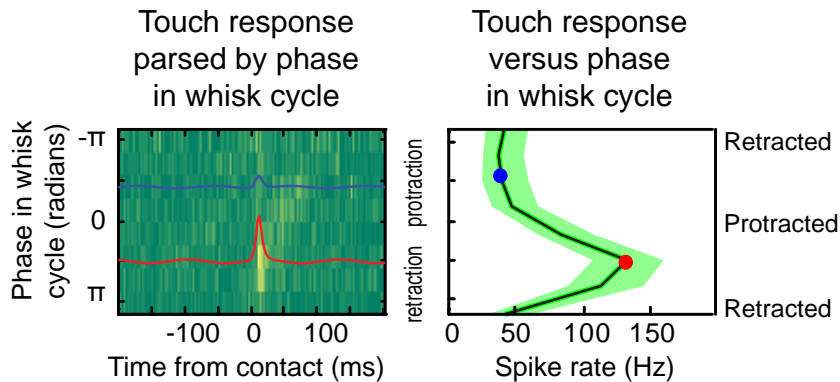 Touch response
parsed by phase
in whisk cycle
Phase in whisk
cycle (radians)
-π
0
π
-100
0
100
Time from contact (ms)
Touch response
versus phase
in whisk cycle
protraction
retraction
Retracted
Protracted
Retracted
0
50
100
150
Spike rate (Hz)